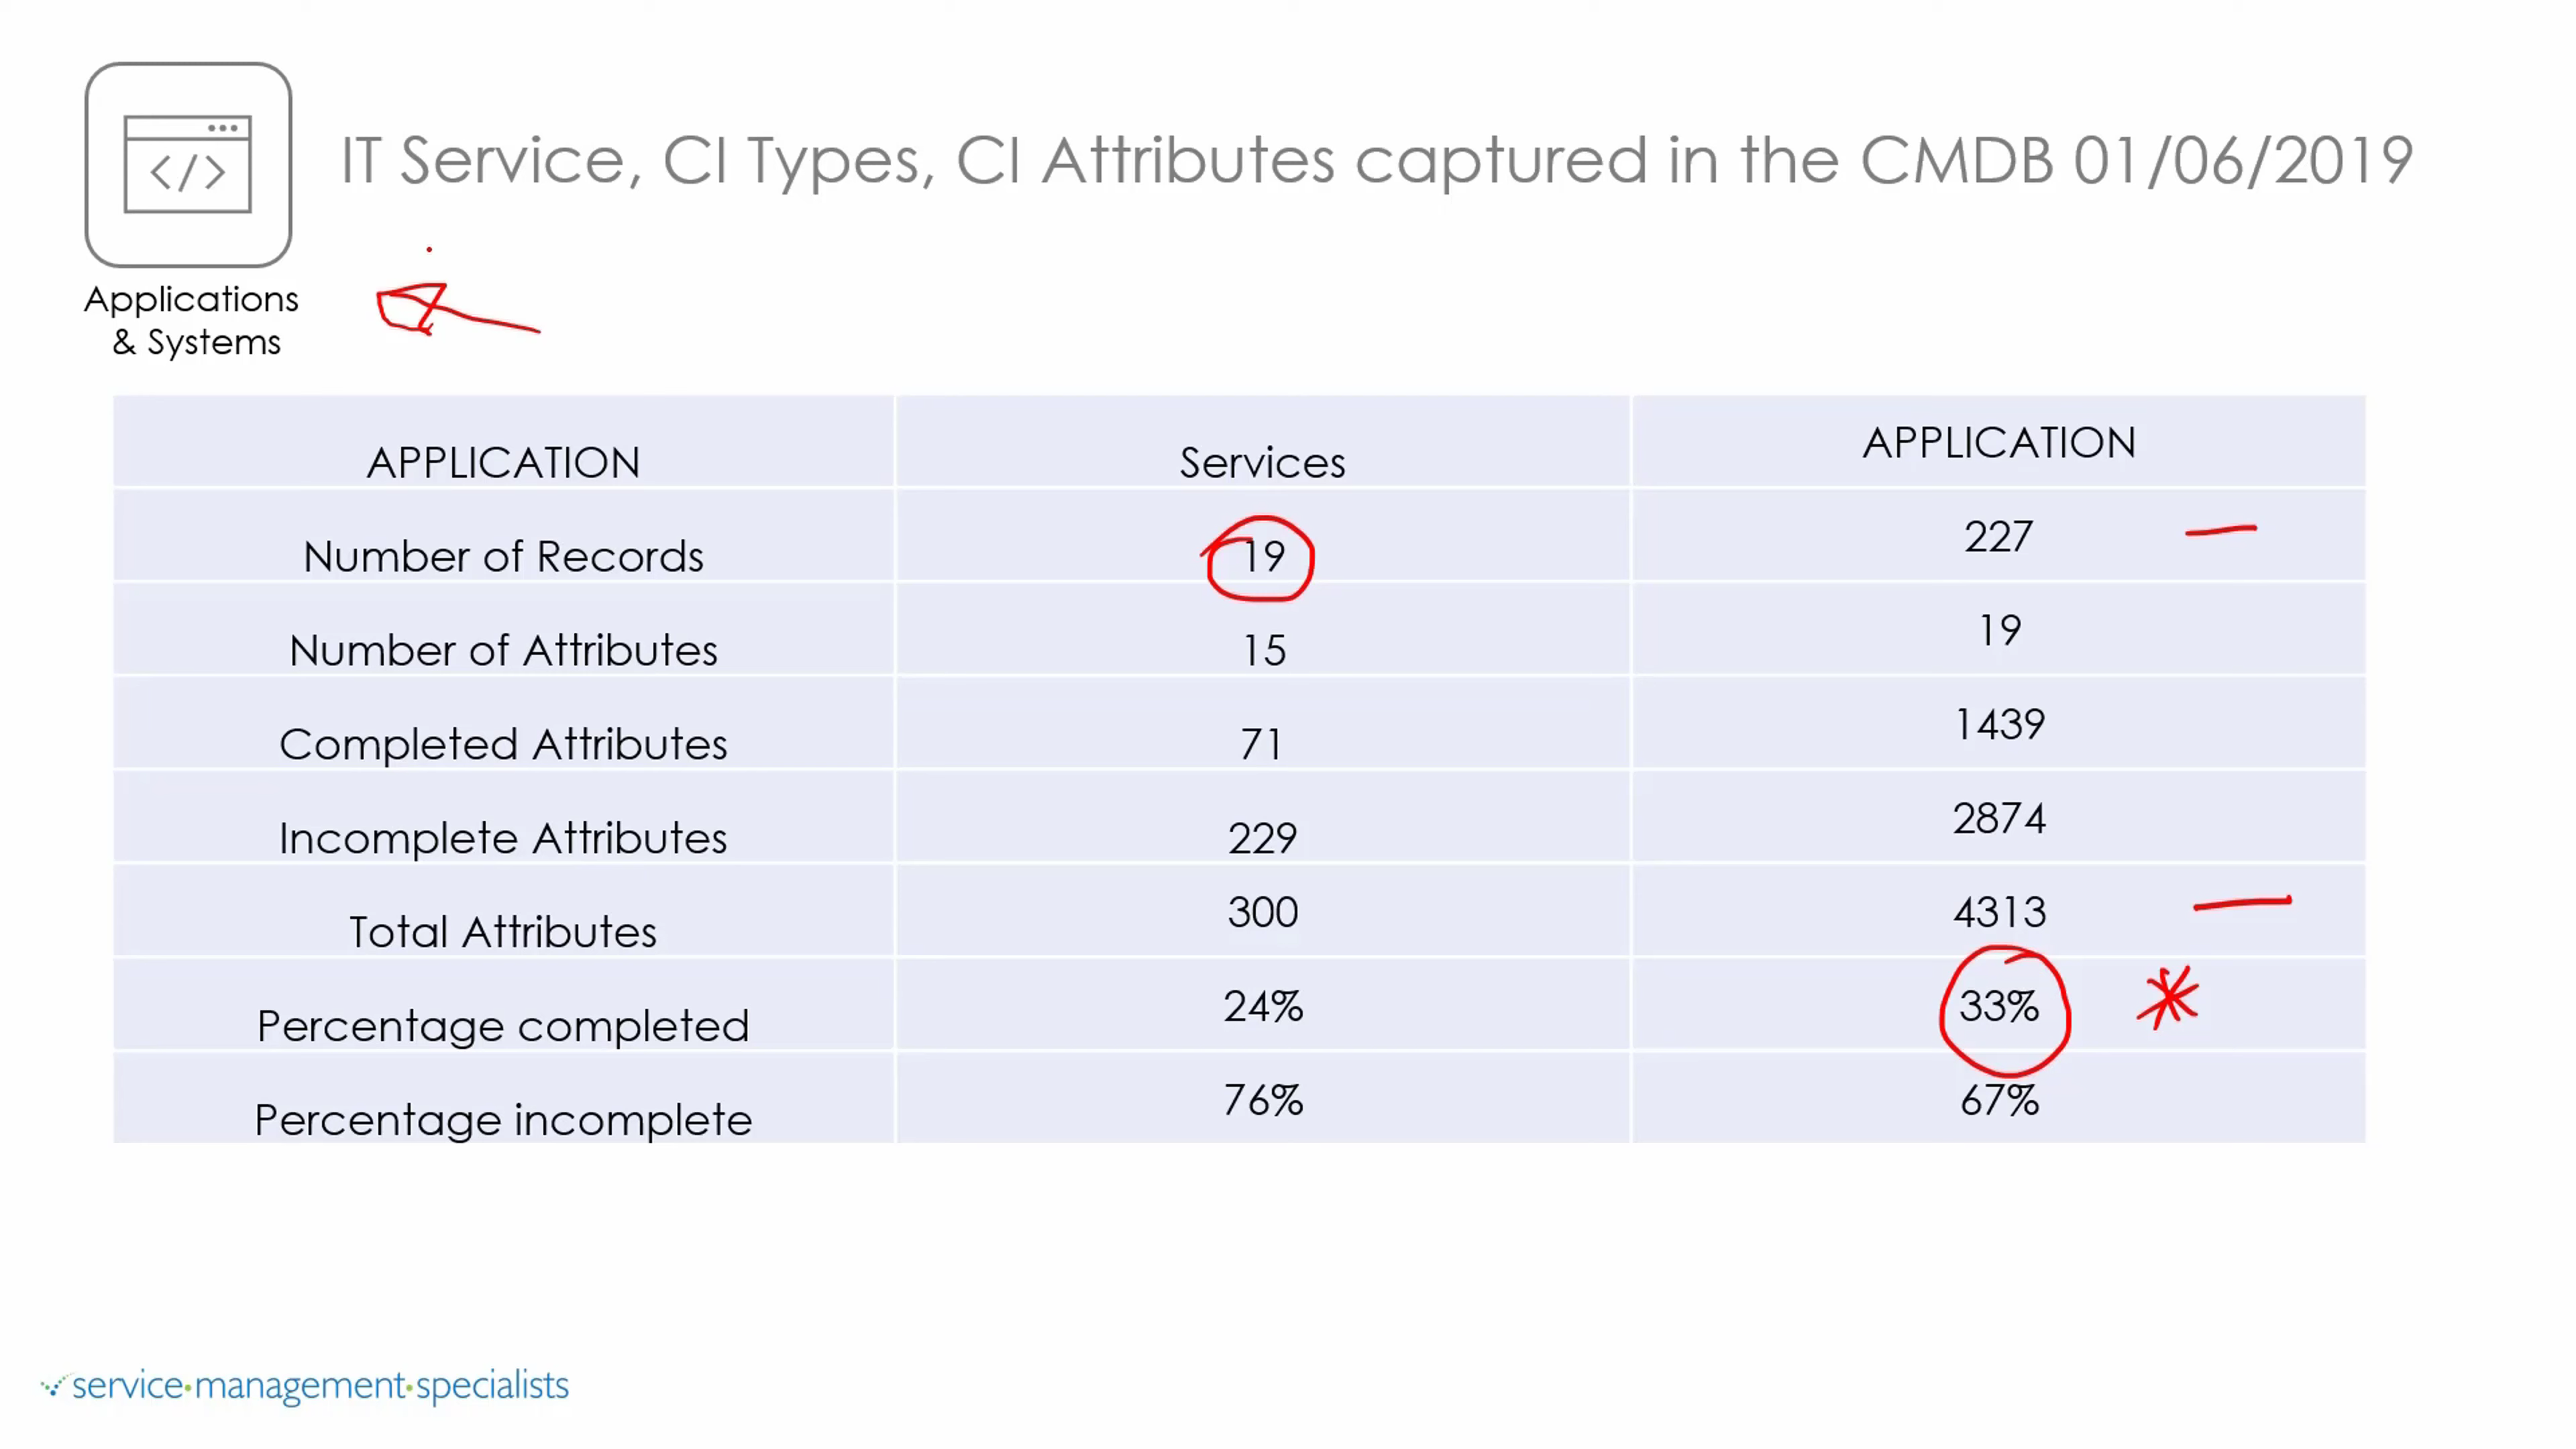 </>
IT Service, CI Types, CI Attributes captured in the CMDB 01/06/2019
Applications
& Systems
APPLICATION Services APPLICATION
Number of Records 19 227
Number of Attributes 15 19
Completed Attributes 71 1439
Incomplete Attributes 229 2874
Total Attributes 300 4313
Percentage completed 24% 33%
Percentage incomplete 76% 67%
service•management•specialists